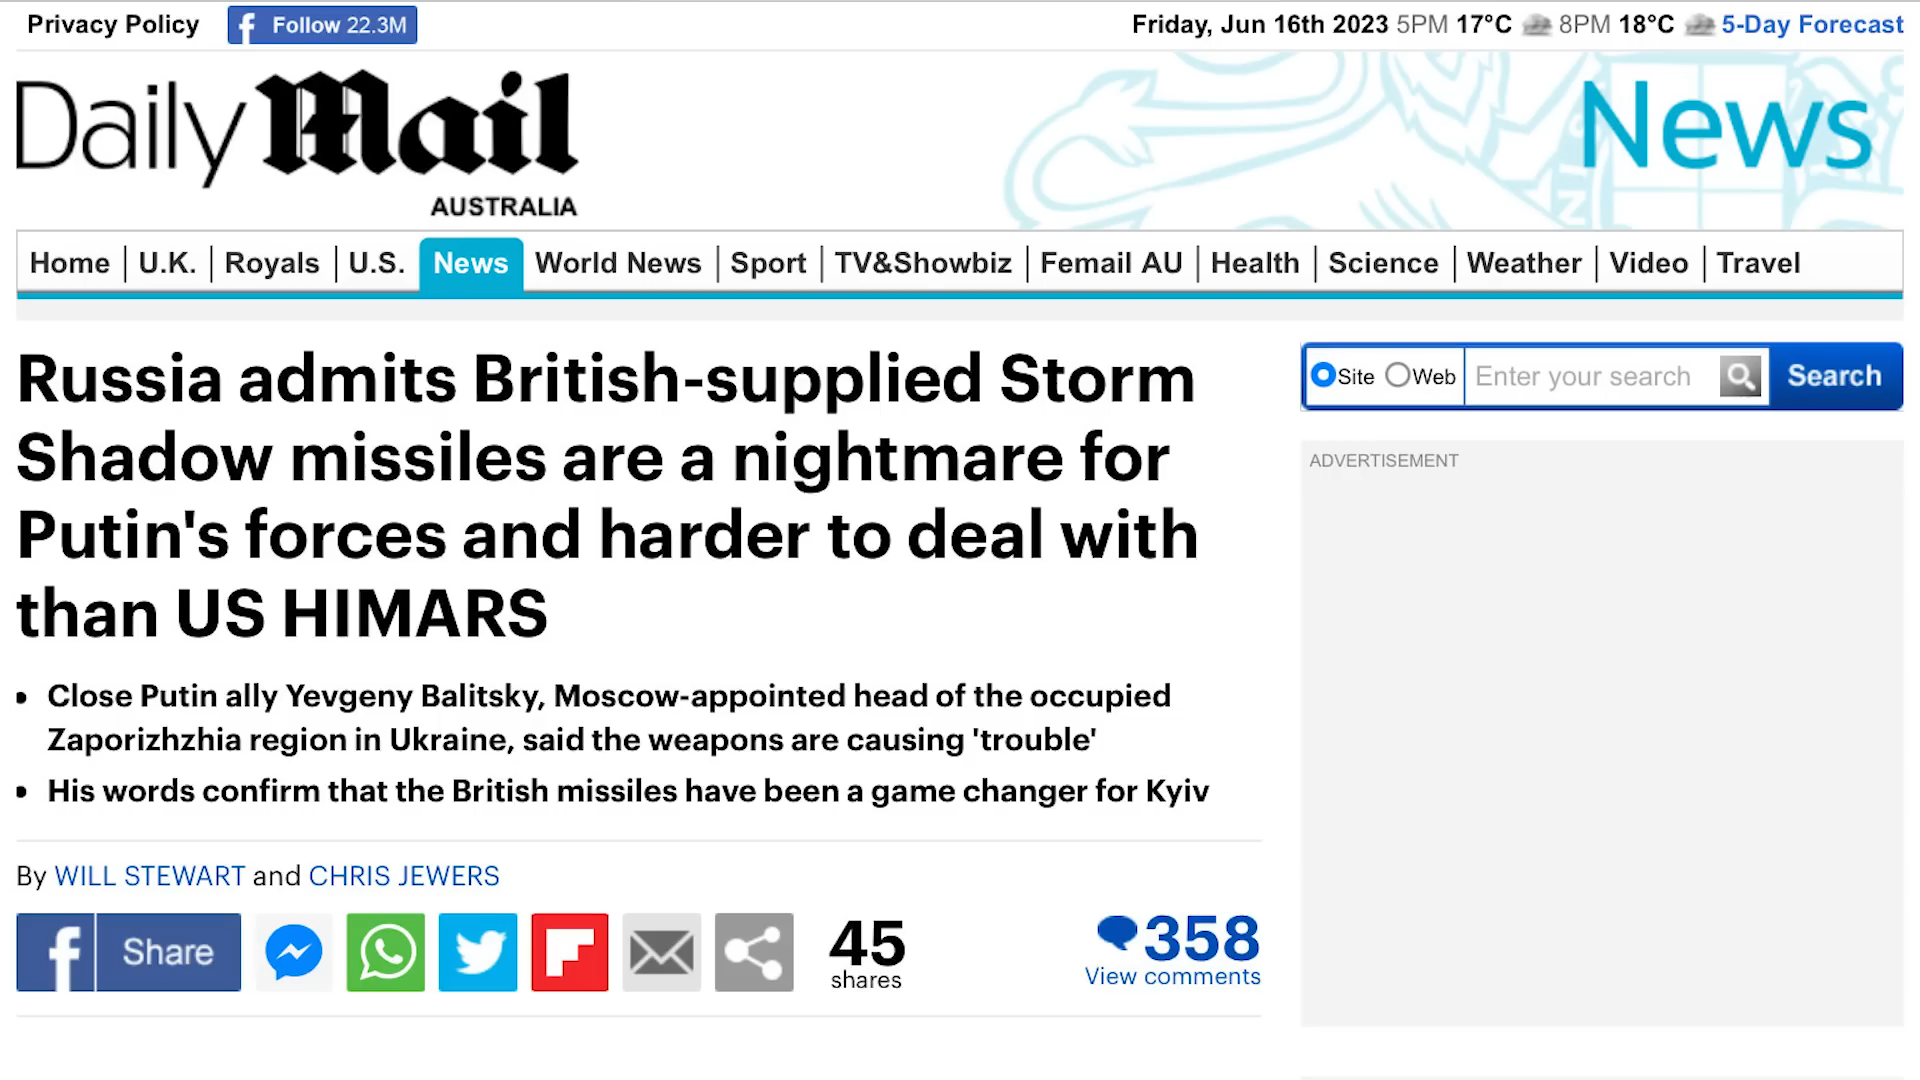 Privacy Policy
Follow 22.3M
Friday, Jun 16th 2023 5PM 17°C 8PM 18°C 5-Day Forecast
Daily Mail
AUSTRALIA
News
Home U.K. Royals U.S. News World News Sport TV&Showbiz Femail AU Health Science Weather Video Travel
Russia admits British-supplied Storm
Shadow missiles are a nightmare for
Putin's forces and harder to deal with
than US HIMARS
Site Web Enter your search Search
ADVERTISEMENT
• Close Putin ally Yevgeny Balitsky, Moscow-appointed head of the occupied
Zaporizhzhia region in Ukraine, said the weapons are causing 'trouble'
• His words confirm that the British missiles have been a game changer for Kyiv
By WILL STEWART and CHRIS JEWERS
Share
45
shares
358
View comments